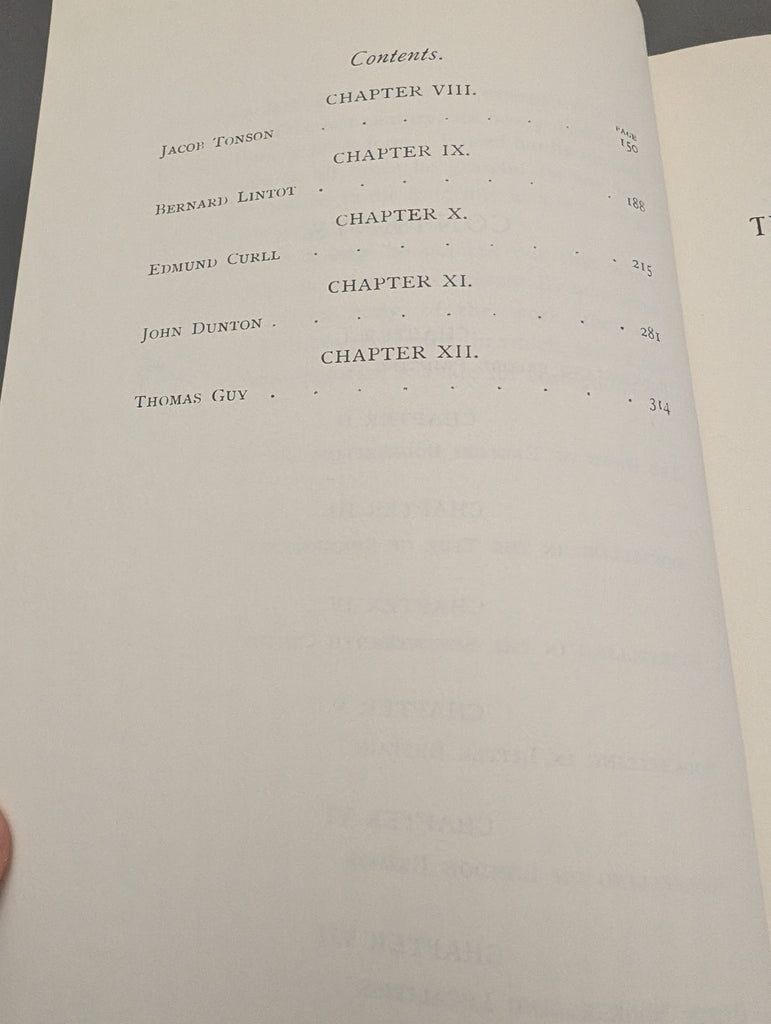 Contents.
CHAPTER VIII.
PAGE
JACOB TONSON . . . . . . . 150
CHAPTER IX.
BERNARD LINTOT . . . . . . . 188
CHAPTER X.
EDMUND CURLL . . . . . . . . 215
CHAPTER XI.
JOHN DUNTON . . . . . . . . . 281
CHAPTER XII.
THOMAS GUY . . . . . . . . . 314